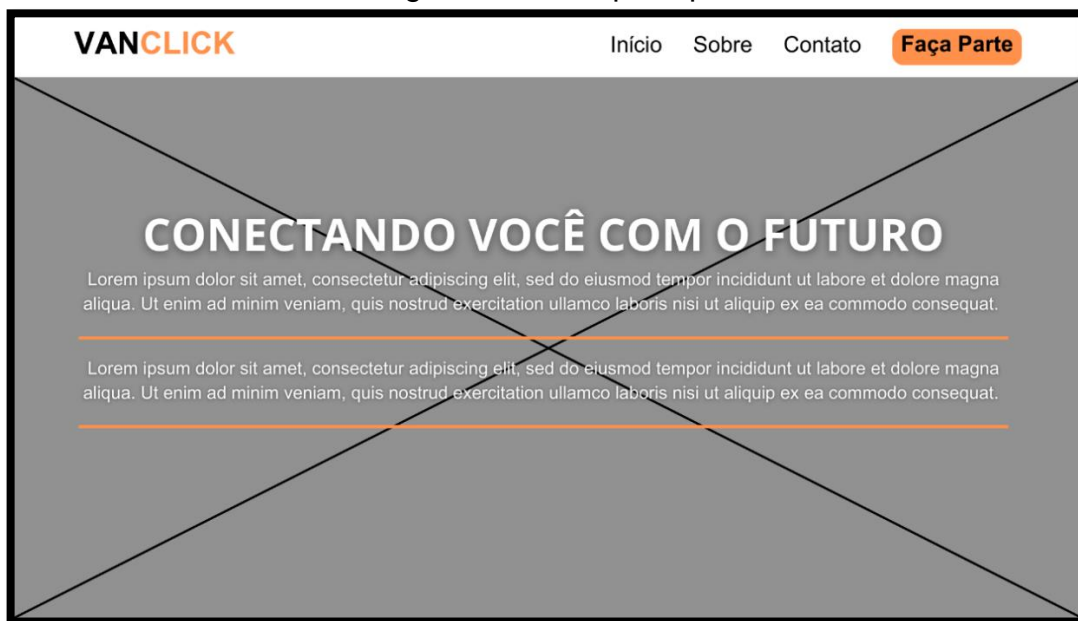 VANCLICK
Início Sobre Contato Faça Parte
CONECTANDO VOCÊ COM O FUTURO
Lorem ipsum dolor sit amet, consectetur adipiscing elit, sed do eiusmod tempor incididunt ut labore et dolore magna
aliqua. Ut enim ad minim veniam, quis nostrud exercitation ullamco laboris nisi ut aliquip ex ea commodo consequat.
Lorem ipsum dolor sit amet, consectetur adipiscing elit, sed do eiusmod tempor incididunt ut labore et dolore magna
aliqua. Ut enim ad minim veniam, quis nostrud exercitation ullamco laboris nisi ut aliquip ex ea commodo consequat.